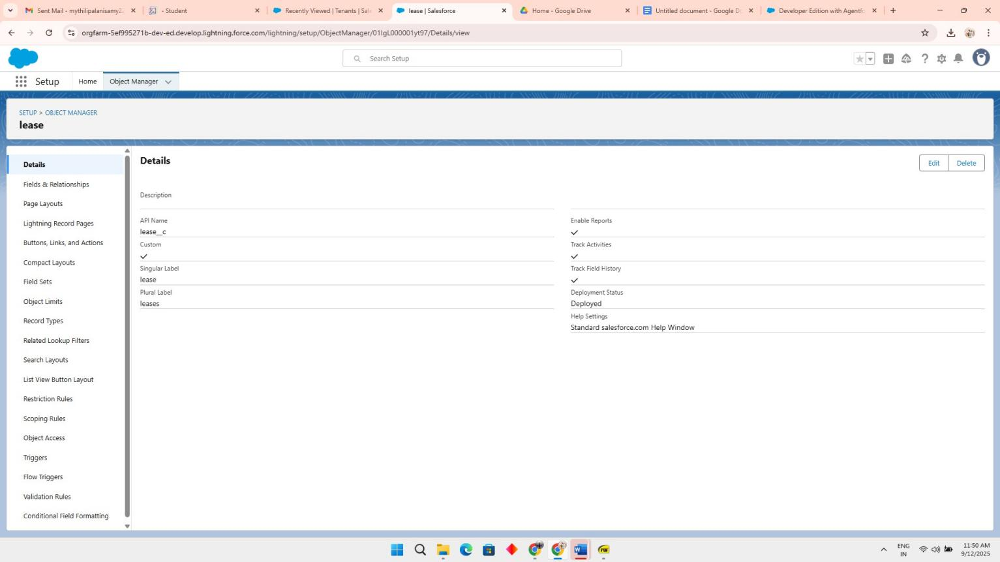 Sent Mail - mythilipalanisamy2
- Student
Recently Viewed | Tenants | Sale
lease | Salesforce
Home - Google Drive
Untitled document - Google Do
Developer Edition with Agentfo
orgfarm-5ef995271b-dev-ed.develop.lightning.force.com/lightning/setup/ObjectManager/01IgL000001yt97/Details/view
Search Setup
Setup
Home
Object Manager
SETUP > OBJECT MANAGER
lease
Details
Fields & Relationships
Page Layouts
Lightning Record Pages
Buttons, Links, and Actions
Compact Layouts
Field Sets
Object Limits
Record Types
Related Lookup Filters
Search Layouts
List View Button Layout
Restriction Rules
Scoping Rules
Object Access
Triggers
Flow Triggers
Validation Rules
Conditional Field Formatting
Details
Edit
Delete
Description
API Name
lease__c
Custom
Singular Label
lease
Plural Label
leases
Enable Reports
Track Activities
Track Field History
Deployment Status
Deployed
Help Settings
Standard salesforce.com Help Window
ENG
IN
11:50 AM
9/12/2025